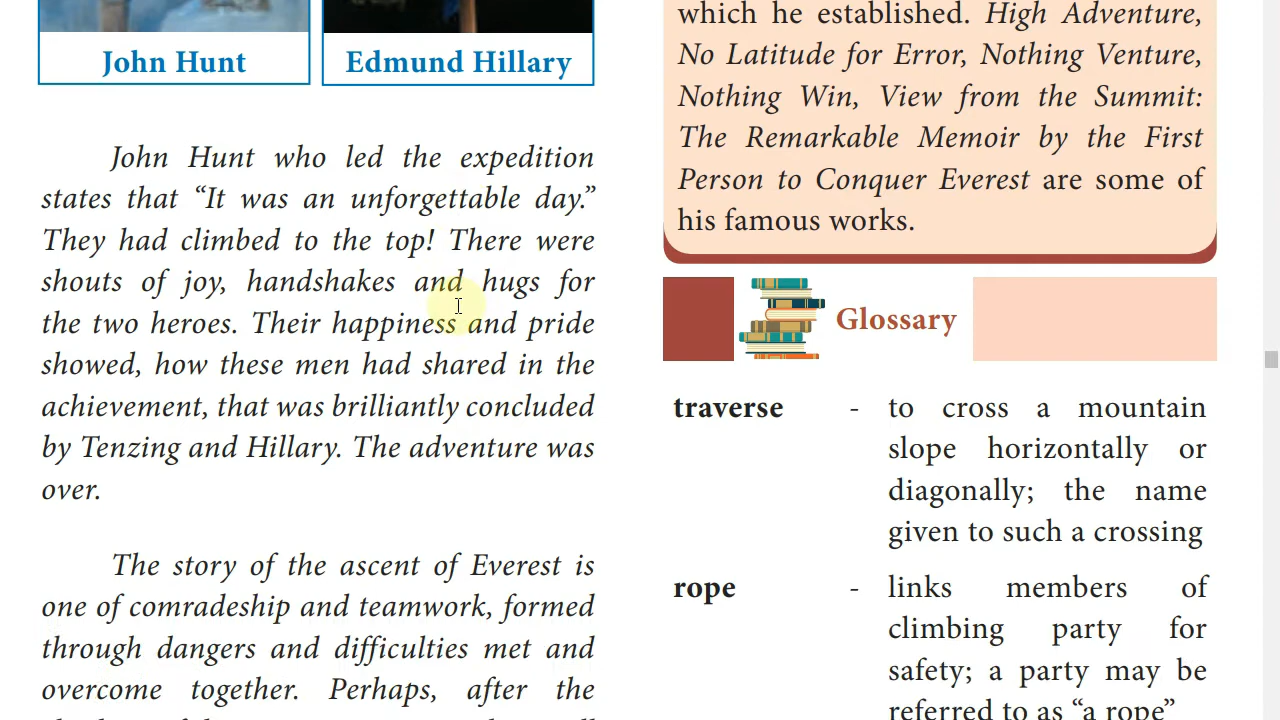 John Hunt
Edmund Hillary
John Hunt who led the expedition
states that “It was an unforgettable day.”
They had climbed to the top! There were
shouts of joy, handshakes and hugs for
the two heroes. Their happiness and pride
showed, how these men had shared in the
achievement, that was brilliantly concluded
by Tenzing and Hillary. The adventure was
over.
The story of the ascent of Everest is
one of comradeship and teamwork, formed
through dangers and difficulties met and
overcome together. Perhaps, after the
which he established. High Adventure,
No Latitude for Error, Nothing Venture,
Nothing Win, View from the Summit:
The Remarkable Memoir by the First
Person to Conquer Everest are some of
his famous works.
Glossary
traverse - to cross a mountain
slope horizontally or
diagonally; the name
given to such a crossing
rope - links members of
climbing party for
safety; a party may be
referred to as “a rope”